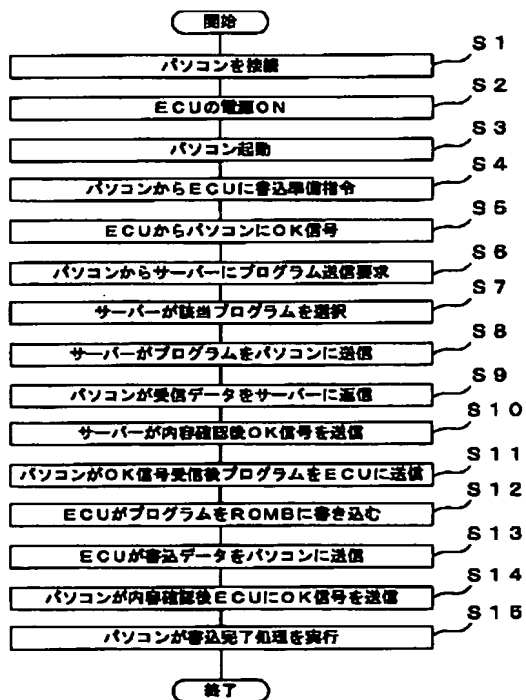 開始
S1
パソコンを接続
S2
ECUの電源ON
S3
パソコン起動
S4
パソコンからECUに書込準備指令
S5
ECUからパソコンにOK信号
S6
パソコンからサーバーにプログラム送信要求
S7
サーバーが該当プログラムを選択
S8
サーバーがプログラムをパソコンに送信
S9
パソコンが受信データをサーバーに返信
S10
サーバーが内容確認後OK信号を送信
S11
パソコンがOK信号受信後プログラムをECUに送信
S12
ECUがプログラムをROMBに書き込む
S13
ECUが書込データをパソコンに送信
S14
パソコンが内容確認後ECUにOK信号を送信
S15
パソコンが書込完了処理を実行
終了